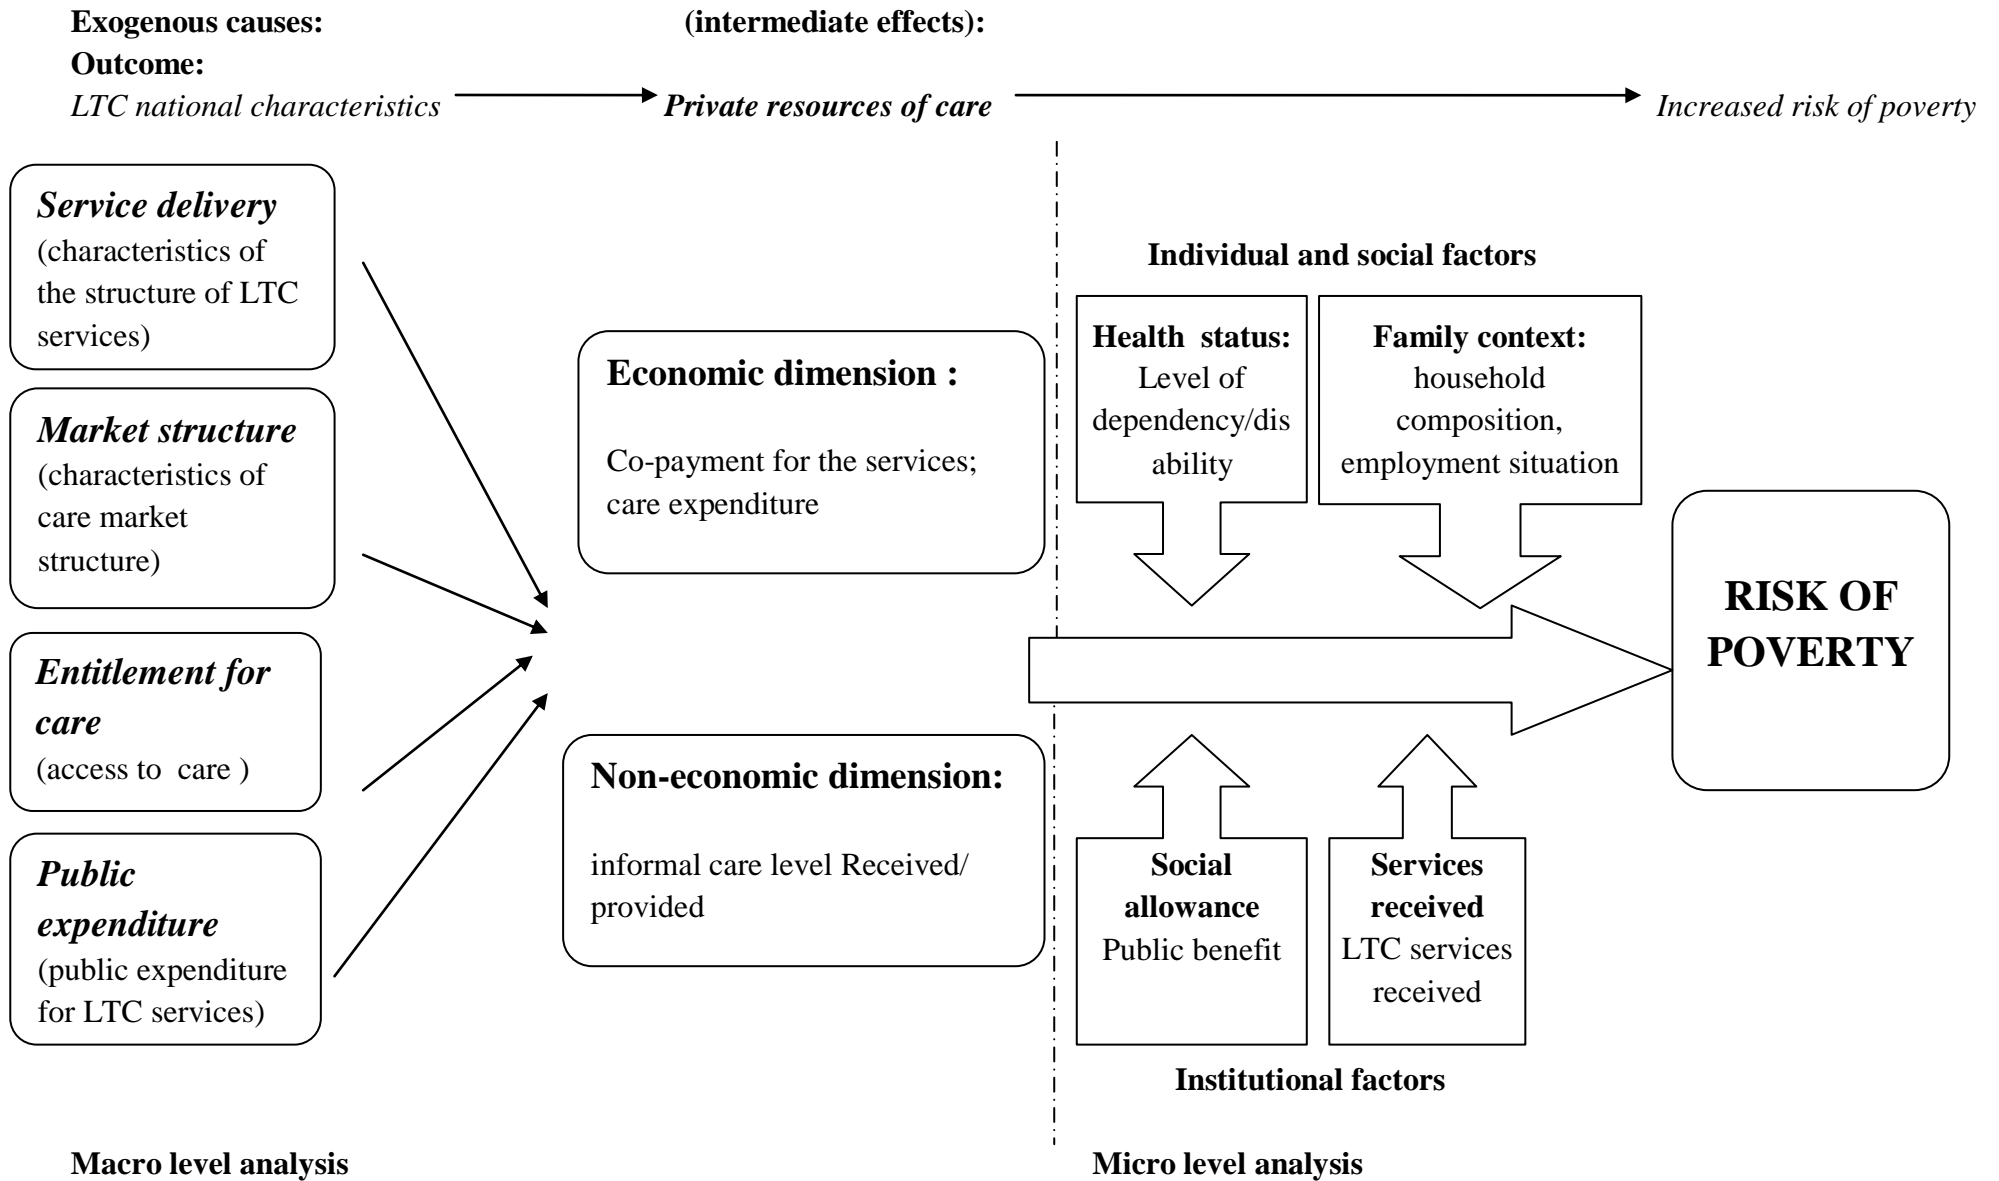 Exogenous causes: (intermediate effects):
Outcome:
LTC national characteristics Private resources of care Increased risk of poverty
Service delivery
(characteristics of
the structure of LTC
services)
Market structure
(characteristics of
care market
structure)
Entitlement for
care
(access to care )
Public
expenditure
(public expenditure
for LTC services)
Economic dimension :
Co-payment for the services;
care expenditure
Non-economic dimension:
informal care level Received/
provided
Individual and social factors
Health status:
Level of
dependency/dis
ability
Family context:
household
composition,
employment situation
RISK OF
POVERTY
Social
allowance
Public benefit
Services
received
LTC services
received
Institutional factors
Macro level analysis
Micro level analysis